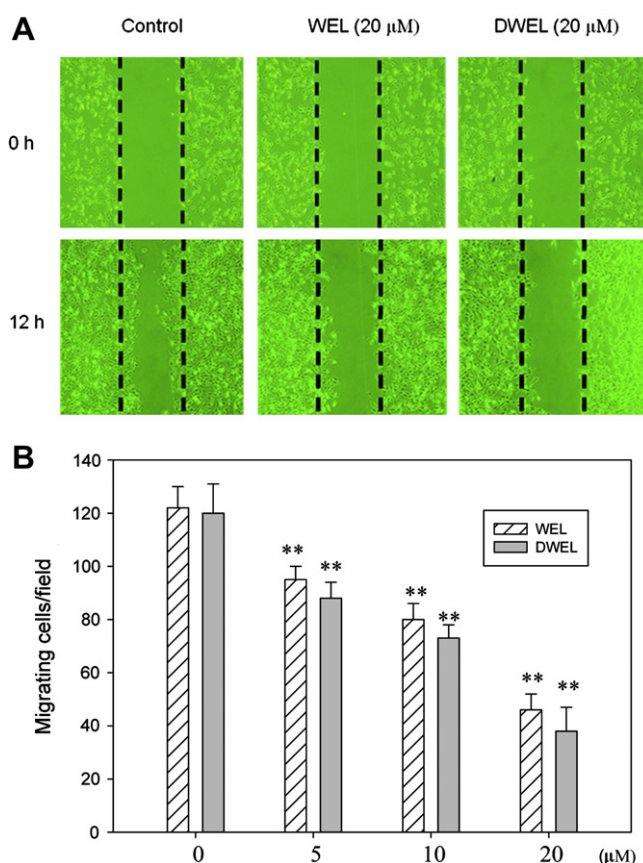 A
Control WEL (20 µM) DWEL (20 µM)
0 h
12 h
B
140
120
100
80
60
40
20
0
Migrating cells/field
WEL
DWEL
** **
** **
** **
0 5 10 20 (µM)